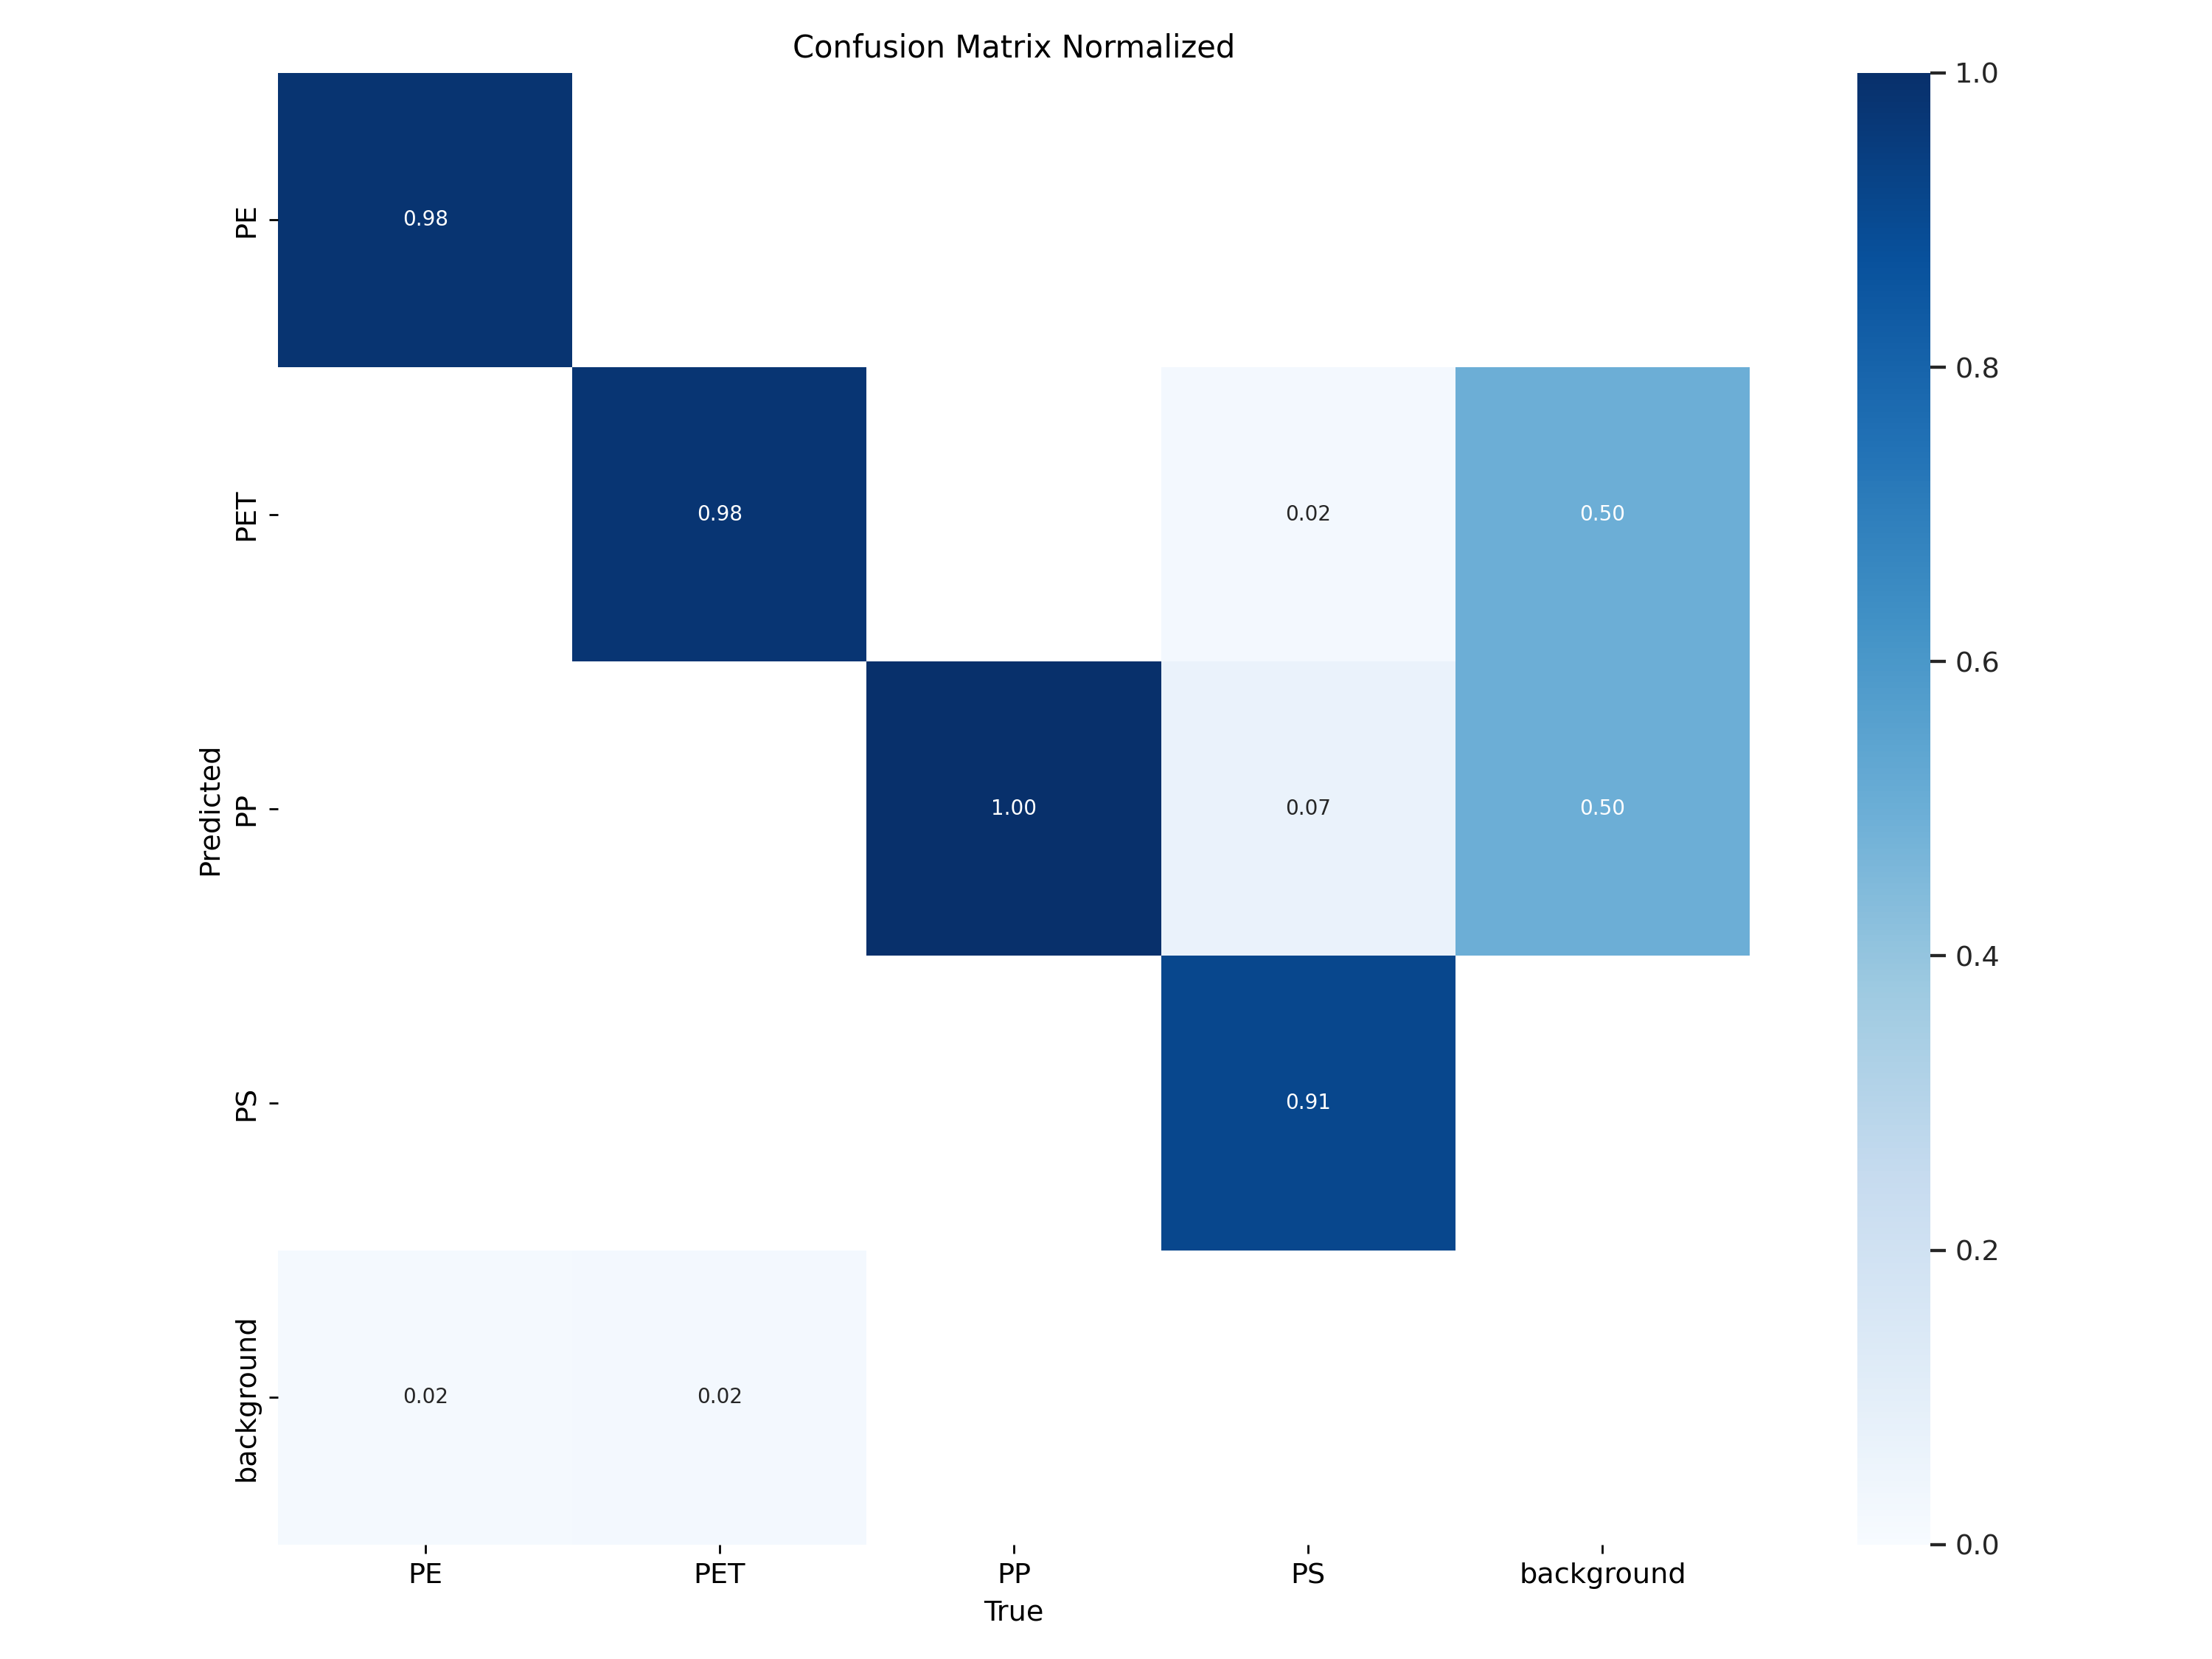 Confusion Matrix Normalized
PE
0.98
PET
0.98
0.02
0.50
PP
1.00
0.07
0.50
PS
0.91
background
0.02
0.02
Predicted
PE
PET
PP
PS
background
True
1.0
0.8
0.6
0.4
0.2
0.0